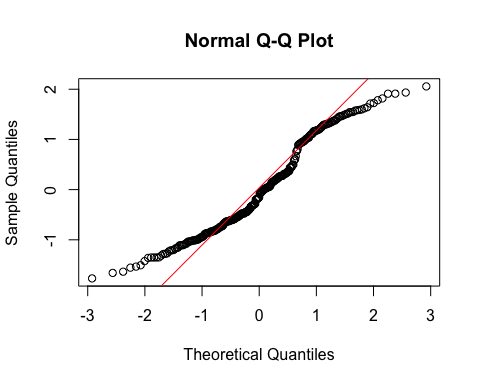 Normal Q-Q Plot
Sample Quantiles
2
1
0
-1
-3 -2 -1 0 1 2 3
Theoretical Quantiles